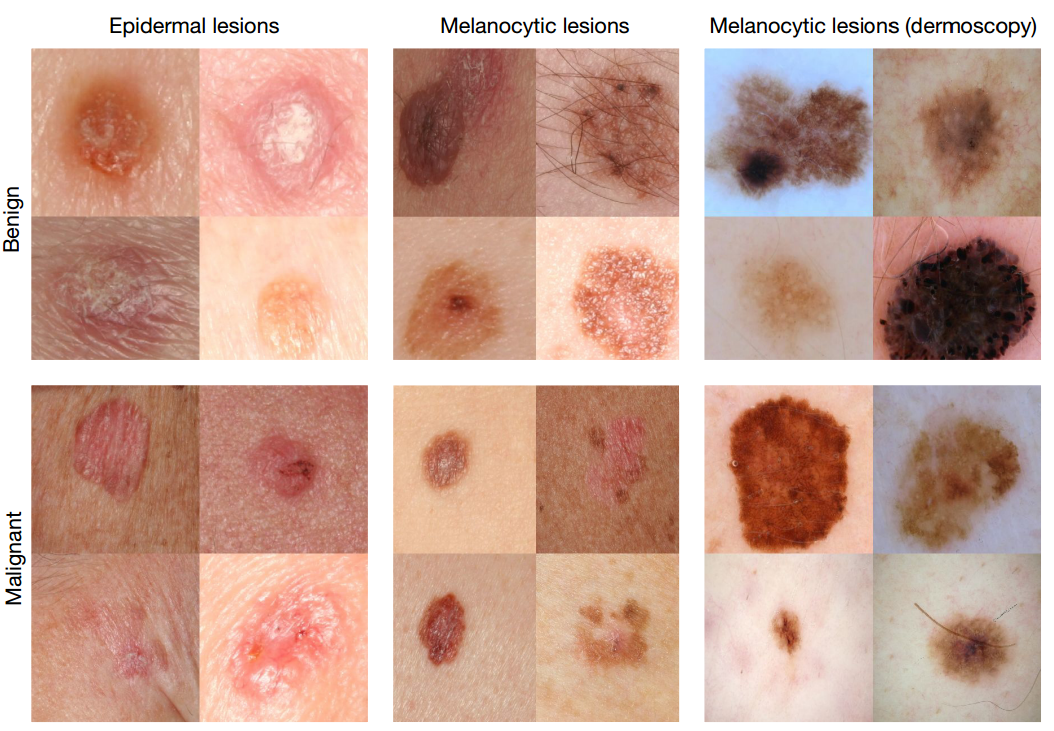 Epidermal lesions
Melanocytic lesions
Melanocytic lesions (dermoscopy)
Benign
Malignant